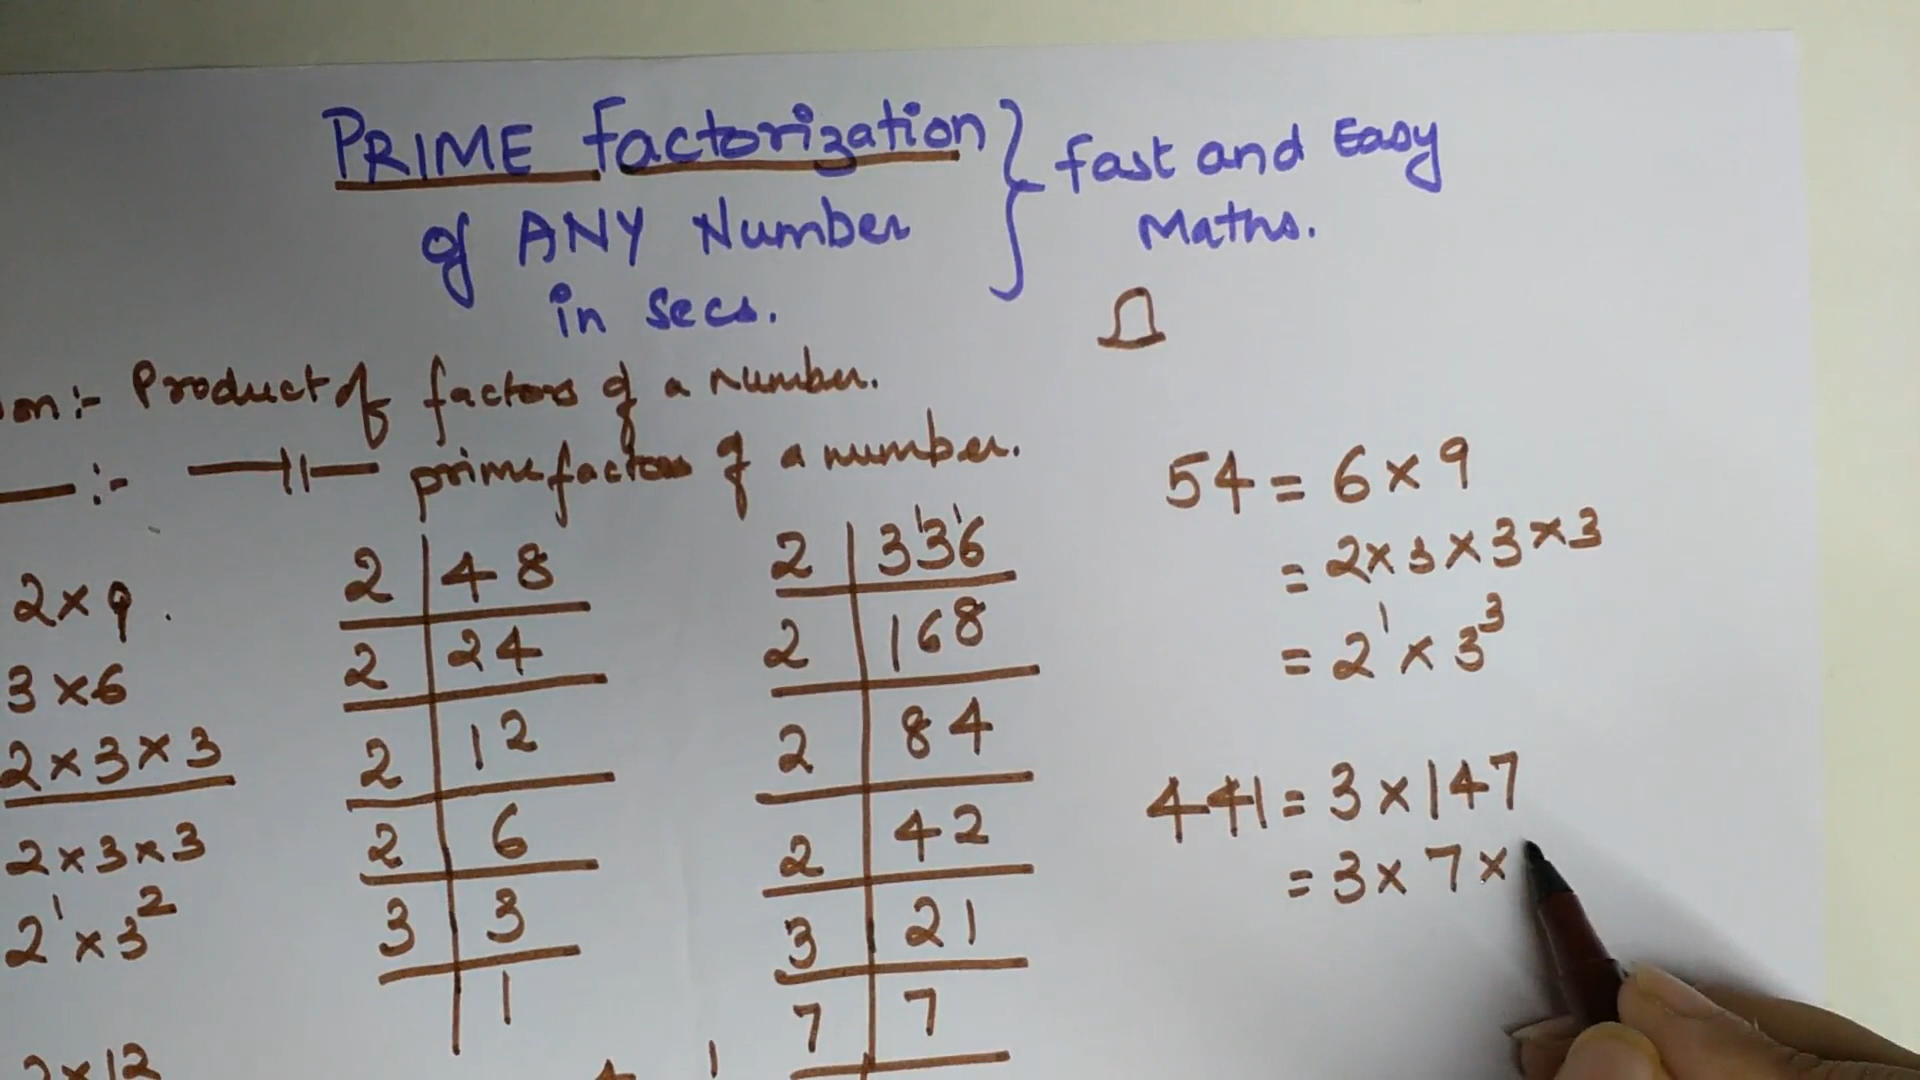 PRIME factorization
of ANY Number
in secs.
fast and Easy
Maths.
on:- Product of factors of a number.
:- —||— prime factors of a number.
2×9.
3×6
2×3×3
2×3×3
2¹×3²
2×12
2 | 48
2 | 24
2 | 12
2 | 6
3 | 3
1
2 | 3¹3¹6
2 | 168
2 | 84
2 | 42
3 | 21
7 | 7
54 = 6×9
= 2×3×3×3
= 2¹×3³
441 = 3×147
= 3×7×